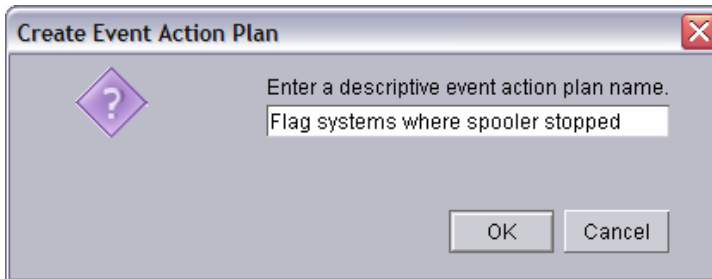 Create Event Action Plan
Enter a descriptive event action plan name.
Flag systems where spooler stopped
OK Cancel